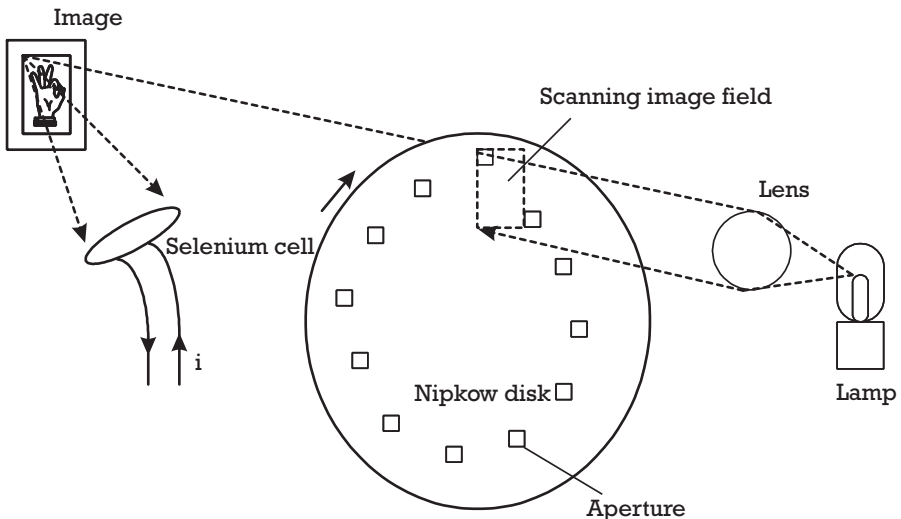 Image
Scanning image field
Lens
Selenium cell
i
Nipkow disk
Lamp
Aperture